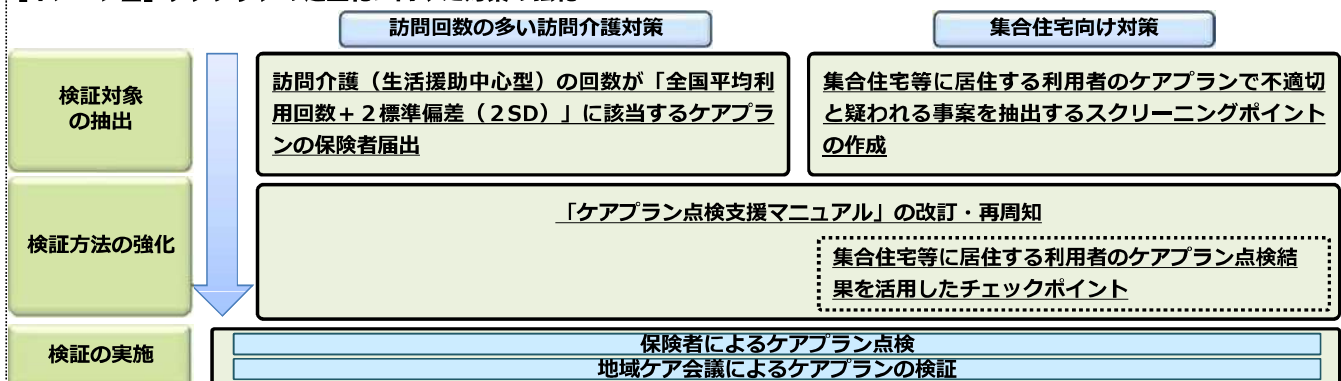 訪問回数の多い訪問介護対策
集合住宅向け対策
検証対象
の抽出
訪問介護（生活援助中心型）の回数が「全国平均利
用回数＋２標準偏差（２SD）」に該当するケアプラ
ンの保険者届出
集合住宅等に居住する利用者のケアプランで不適切
と疑われる事案を抽出するスクリーニングポイント
の作成
検証方法の強化
「ケアプラン点検支援マニュアル」の改訂・再周知
集合住宅等に居住する利用者のケアプラン点検結
果を活用したチェックポイント
検証の実施
保険者によるケアプラン点検
地域ケア会議によるケアプランの検証